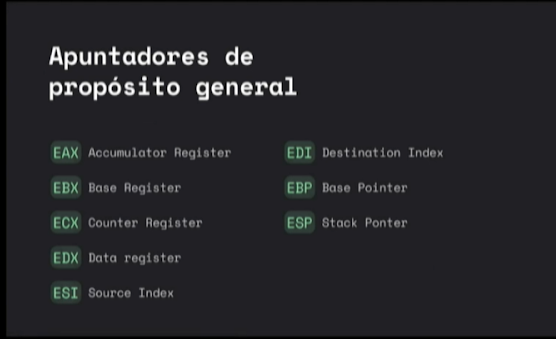 Apuntadores de
propósito general
EAX Accumulator Register
EBX Base Register
ECX Counter Register
EDX Data register
ESI Source Index
EDI Destination Index
EBP Base Pointer
ESP Stack Ponter